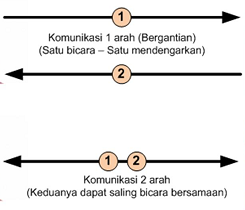 1
Komunikasi 1 arah (Bergantian)
(Satu bicara – Satu mendengarkan)
2
1 2
Komunikasi 2 arah
(Keduanya dapat saling bicara bersamaan)